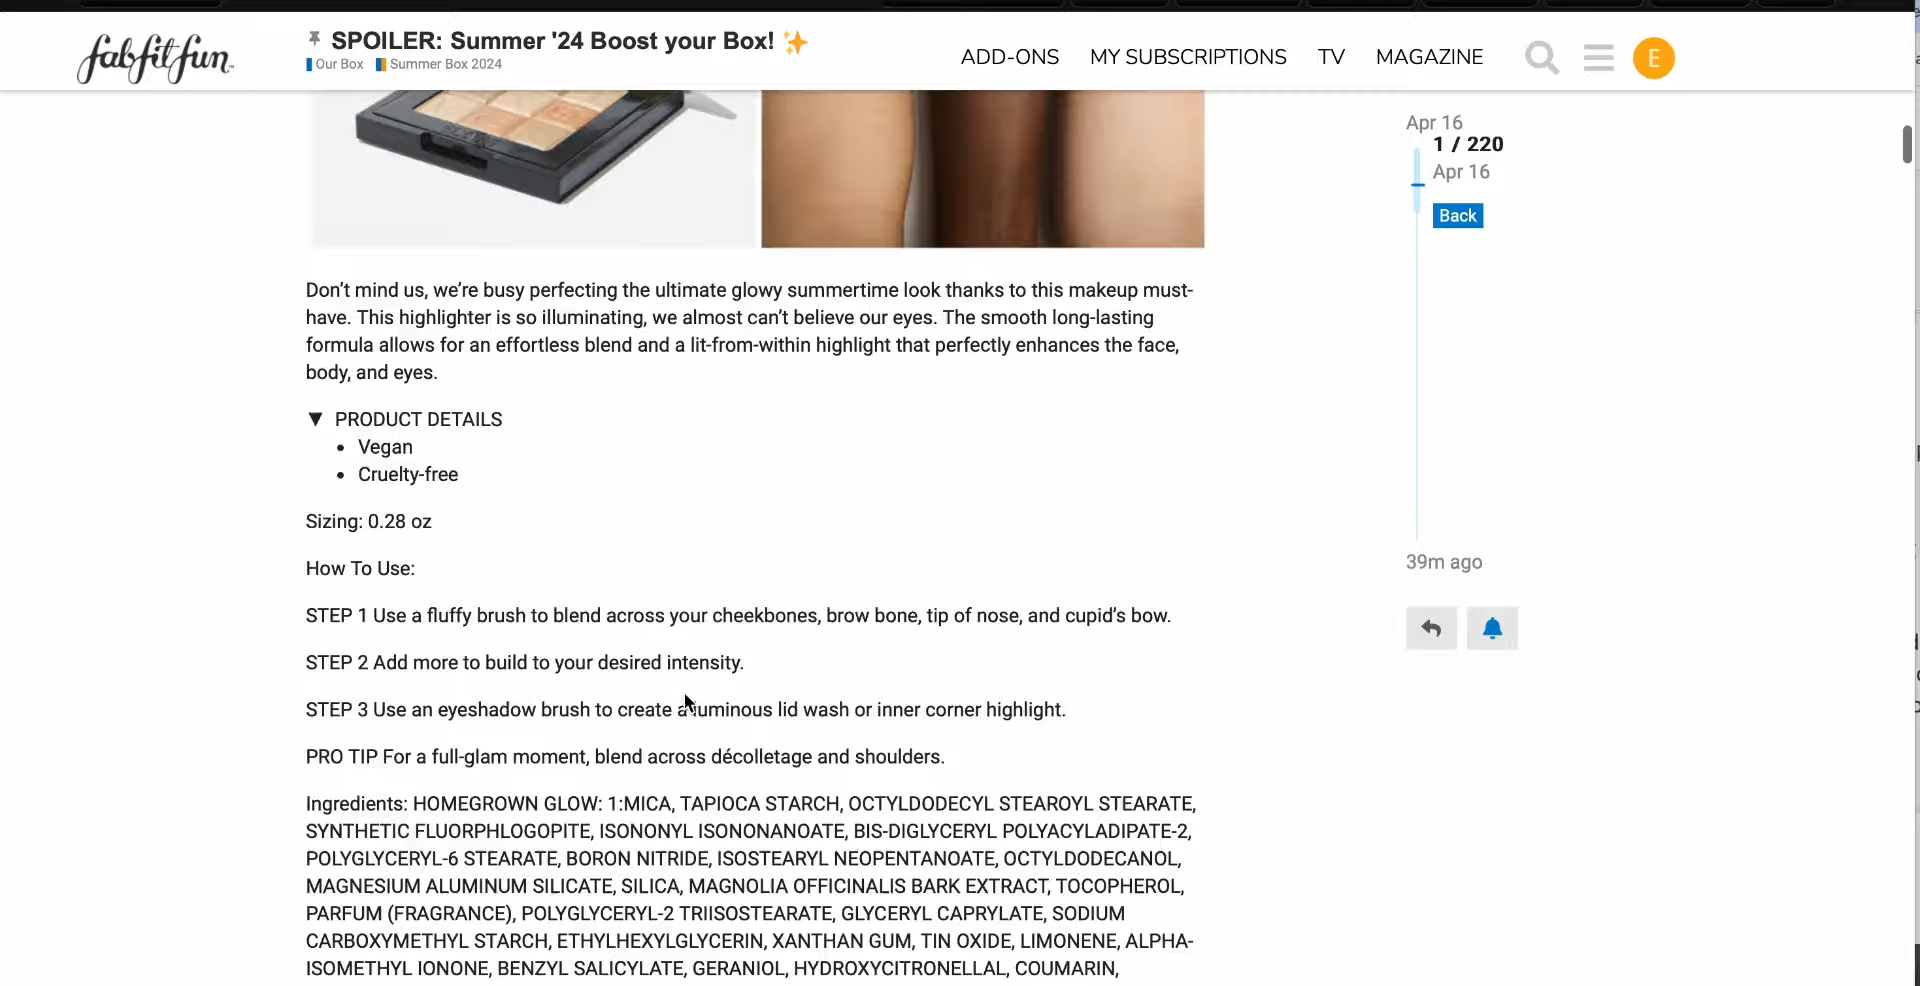 fabfitfun
SPOILER: Summer '24 Boost your Box! ✨
Our Box Summer Box 2024
ADD-ONS MY SUBSCRIPTIONS TV MAGAZINE
E
Apr 16
1 / 220
Apr 16
Back
39m ago
Don’t mind us, we’re busy perfecting the ultimate glowy summertime look thanks to this makeup must-
have. This highlighter is so illuminating, we almost can’t believe our eyes. The smooth long-lasting
formula allows for an effortless blend and a lit-from-within highlight that perfectly enhances the face,
body, and eyes.
▼ PRODUCT DETAILS
• Vegan
• Cruelty-free
Sizing: 0.28 oz
How To Use:
STEP 1 Use a fluffy brush to blend across your cheekbones, brow bone, tip of nose, and cupid’s bow.
STEP 2 Add more to build to your desired intensity.
STEP 3 Use an eyeshadow brush to create a luminous lid wash or inner corner highlight.
PRO TIP For a full-glam moment, blend across décolletage and shoulders.
Ingredients: HOMEGROWN GLOW: 1:MICA, TAPIOCA STARCH, OCTYLDODECYL STEAROYL STEARATE,
SYNTHETIC FLUORPHLOGOPITE, ISONONYL ISONONANOATE, BIS-DIGLYCERYL POLYACYLADIPATE-2,
POLYGLYCERYL-6 STEARATE, BORON NITRIDE, ISOSTEARYL NEOPENTANOATE, OCTYLDODECANOL,
MAGNESIUM ALUMINUM SILICATE, SILICA, MAGNOLIA OFFICINALIS BARK EXTRACT, TOCOPHEROL,
PARFUM (FRAGRANCE), POLYGLYCERYL-2 TRIISOSTEARATE, GLYCERYL CAPRYLATE, SODIUM
CARBOXYMETHYL STARCH, ETHYLHEXYLGLYCERIN, XANTHAN GUM, TIN OXIDE, LIMONENE, ALPHA-
ISOMETHYL IONONE, BENZYL SALICYLATE, GERANIOL, HYDROXYCITRONELLAL, COUMARIN,